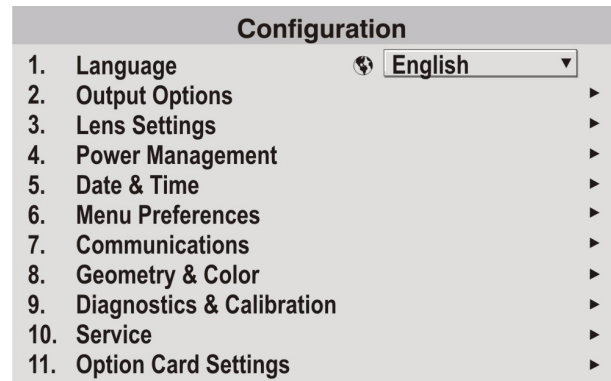 Configuration
1. Language English
2. Output Options
3. Lens Settings
4. Power Management
5. Date & Time
6. Menu Preferences
7. Communications
8. Geometry & Color
9. Diagnostics & Calibration
10. Service
11. Option Card Settings